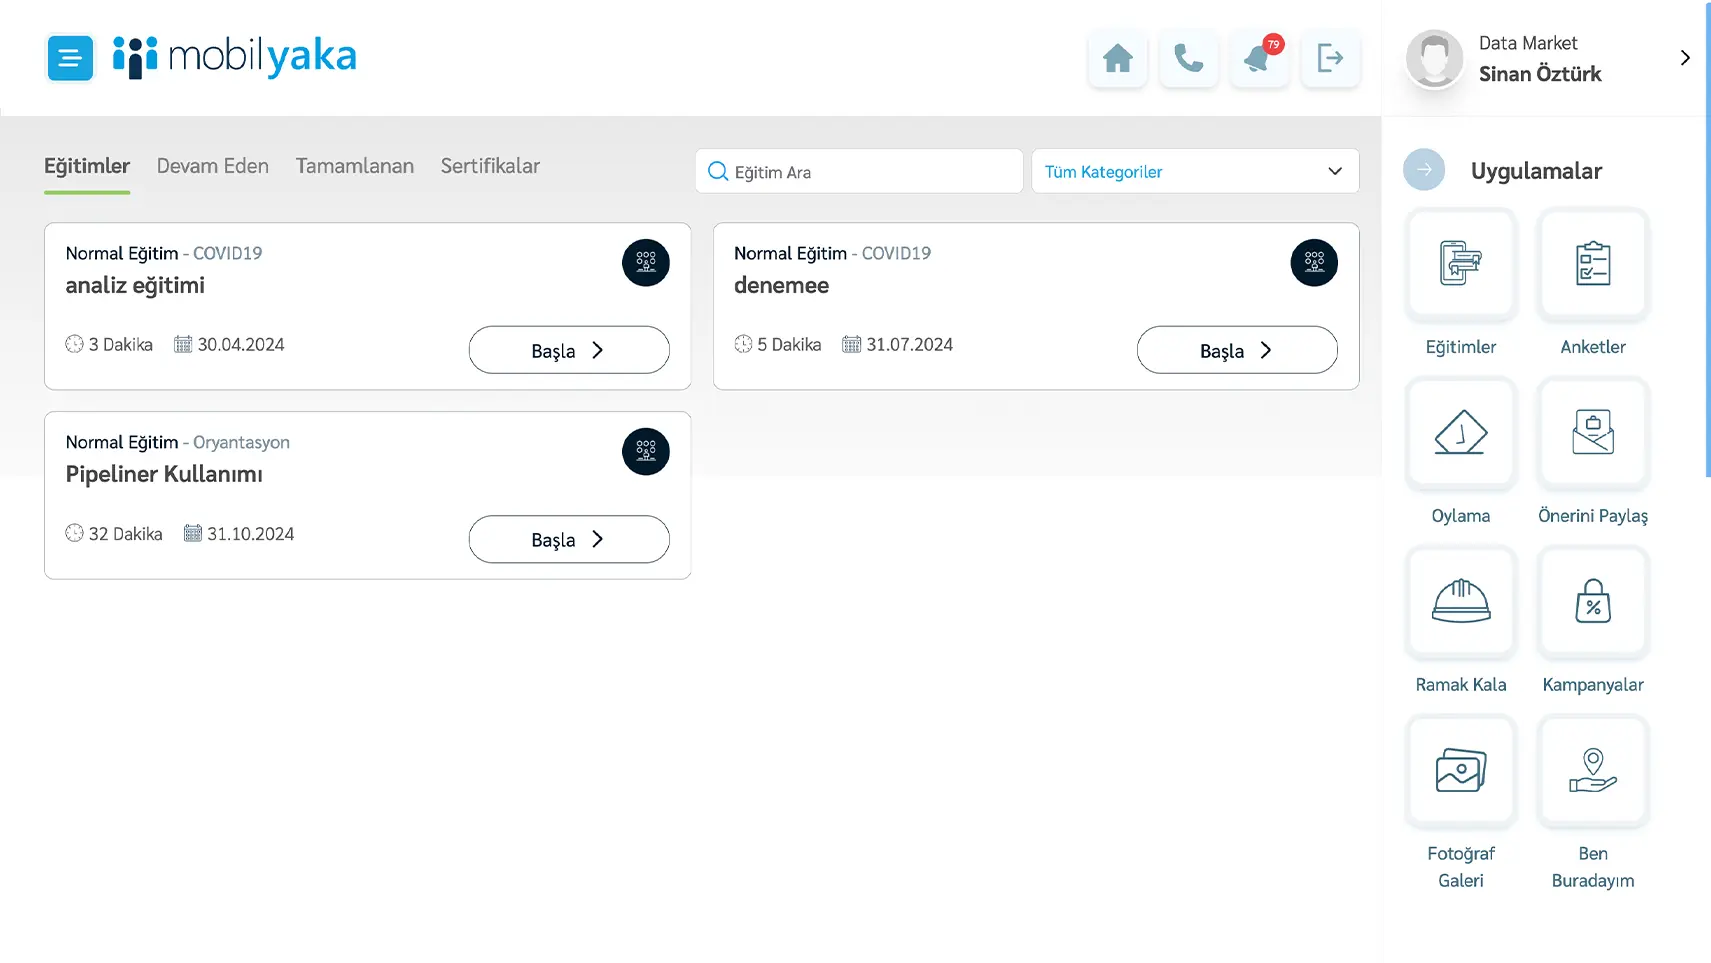 mobilyaka
79
Data Market
Sinan Öztürk
Eğitimler
Devam Eden
Tamamlanan
Sertifikalar
Eğitim Ara
Tüm Kategoriler
Normal Eğitim - COVID19
analiz eğitimi
3 Dakika
30.04.2024
Başla
Normal Eğitim - COVID19
denemee
5 Dakika
31.07.2024
Başla
Normal Eğitim - Oryantasyon
Pipeliner Kullanımı
32 Dakika
31.10.2024
Başla
Uygulamalar
Eğitimler
Anketler
Oylama
Önerini Paylaş
Ramak Kala
%
Kampanyalar
Fotoğraf
Galeri
Ben
Buradayım